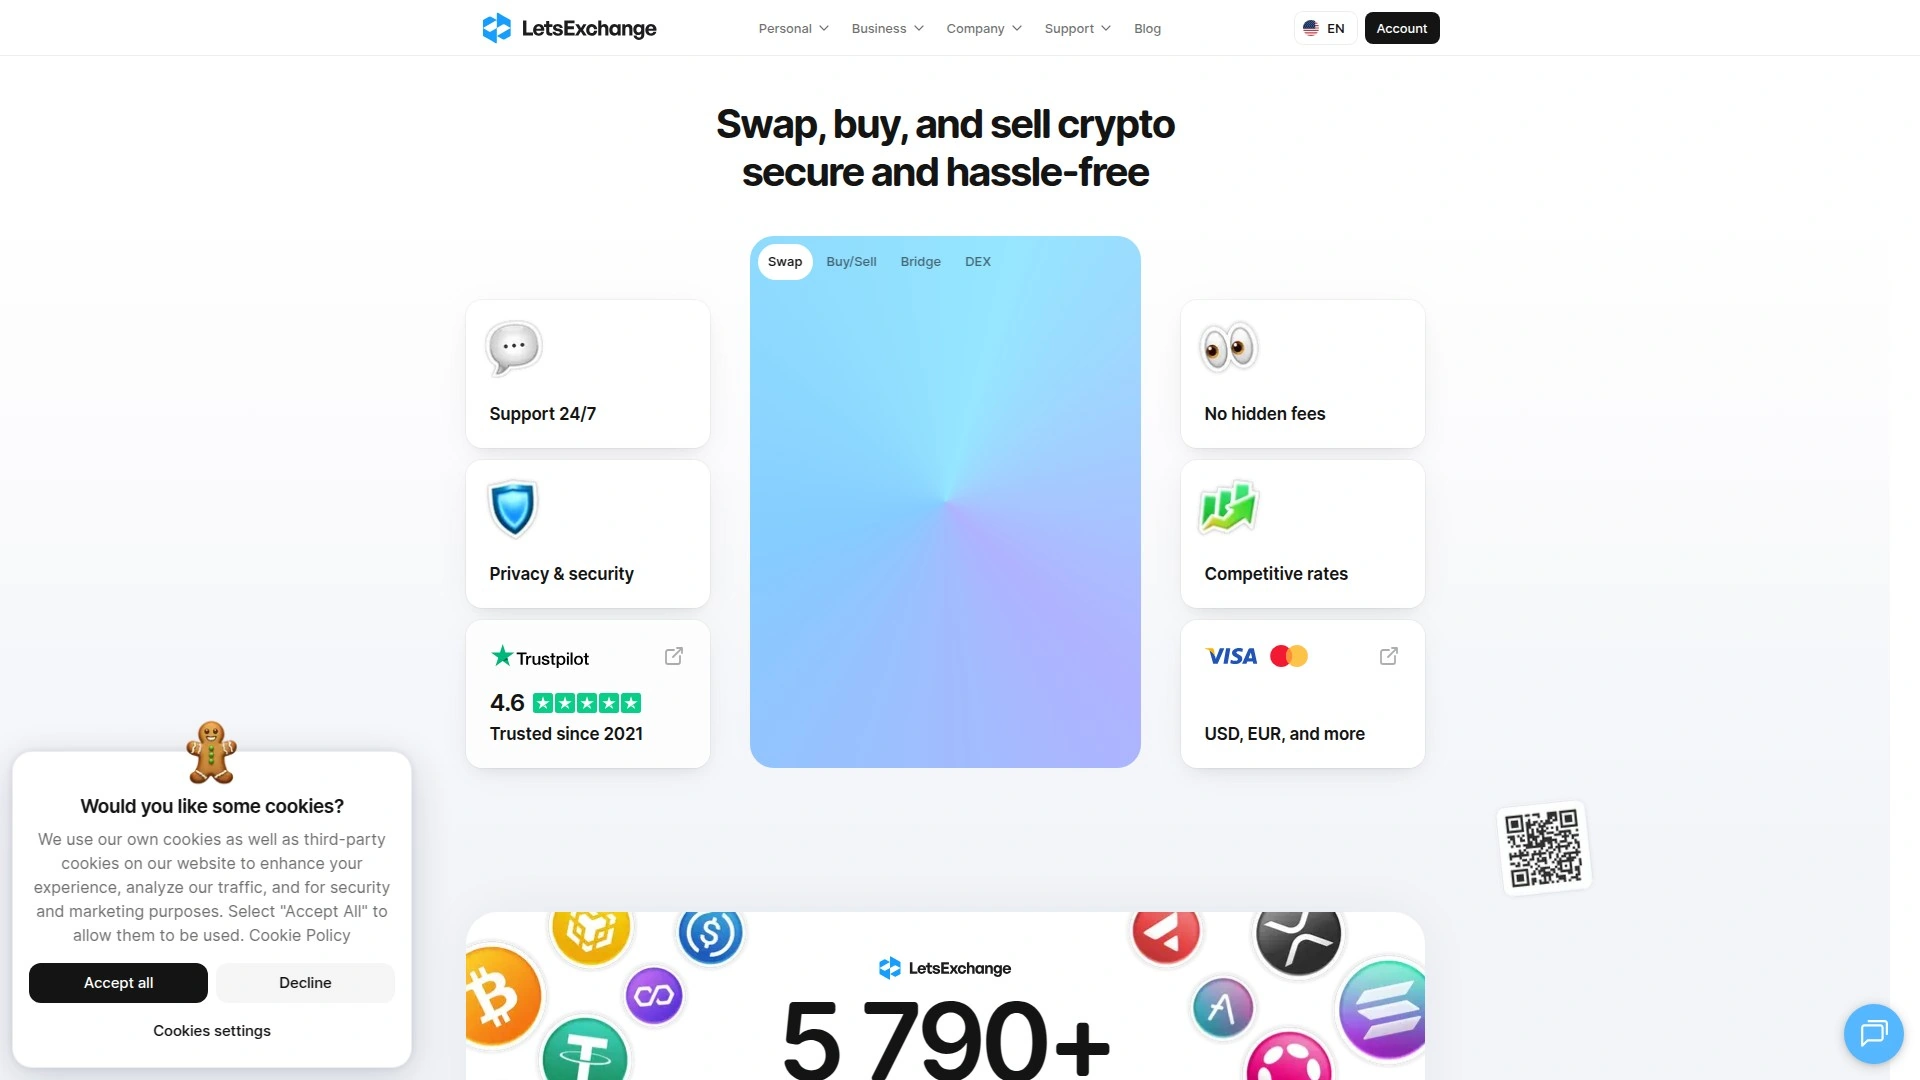 LetsExchange
Personal
Business
Company
Support
Blog
EN
Account
Swap, buy, and sell crypto
secure and hassle-free
Swap
Buy/Sell
Bridge
DEX
Support 24/7
Privacy & security
Trustpilot
4.6
Trusted since 2021
No hidden fees
Competitive rates
VISA
USD, EUR, and more
Would you like some cookies?
We use our own cookies as well as third-party
cookies on our website to enhance your
experience, analyze our traffic, and for security
and marketing purposes. Select "Accept All" to
allow them to be used. Cookie Policy
Accept all
Decline
Cookies settings
LetsExchange
5 790+